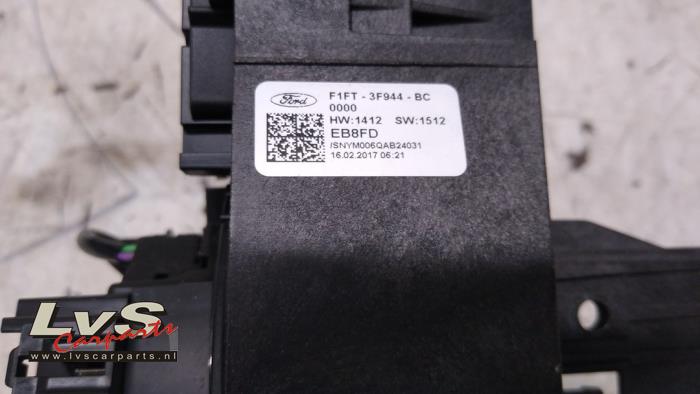 Ford
F1FT - 3F944 - BC
0000
HW:1412 SW:1512
EB8FD
/SNYM006QAB24031
16.02.2017 06:21
LvS
Carparts
www.lvscarparts.nl